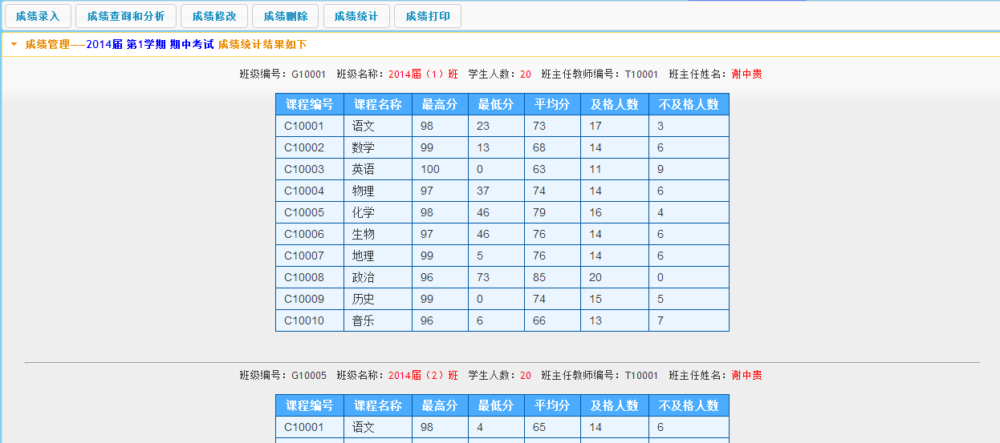 成绩录入 成绩查询和分析 成绩修改 成绩删除 成绩统计 成绩打印
成绩管理——2014届 第1学期 期中考试 成绩统计结果如下
班级编号：G10001 班级名称：2014届（1）班 学生人数：20 班主任教师编号：T10001 班主任姓名：谢中贵
课程编号 课程名称 最高分 最低分 平均分 及格人数 不及格人数
C10001 语文 98 23 73 17 3
C10002 数学 99 13 68 14 6
C10003 英语 100 0 63 11 9
C10004 物理 97 37 74 14 6
C10005 化学 98 46 79 16 4
C10006 生物 97 46 76 14 6
C10007 地理 99 5 76 14 6
C10008 政治 96 73 85 20 0
C10009 历史 99 0 74 15 5
C10010 音乐 96 6 66 13 7
班级编号：G10005 班级名称：2014届（2）班 学生人数：20 班主任教师编号：T10001 班主任姓名：谢中贵
课程编号 课程名称 最高分 最低分 平均分 及格人数 不及格人数
C10001 语文 98 4 65 14 6